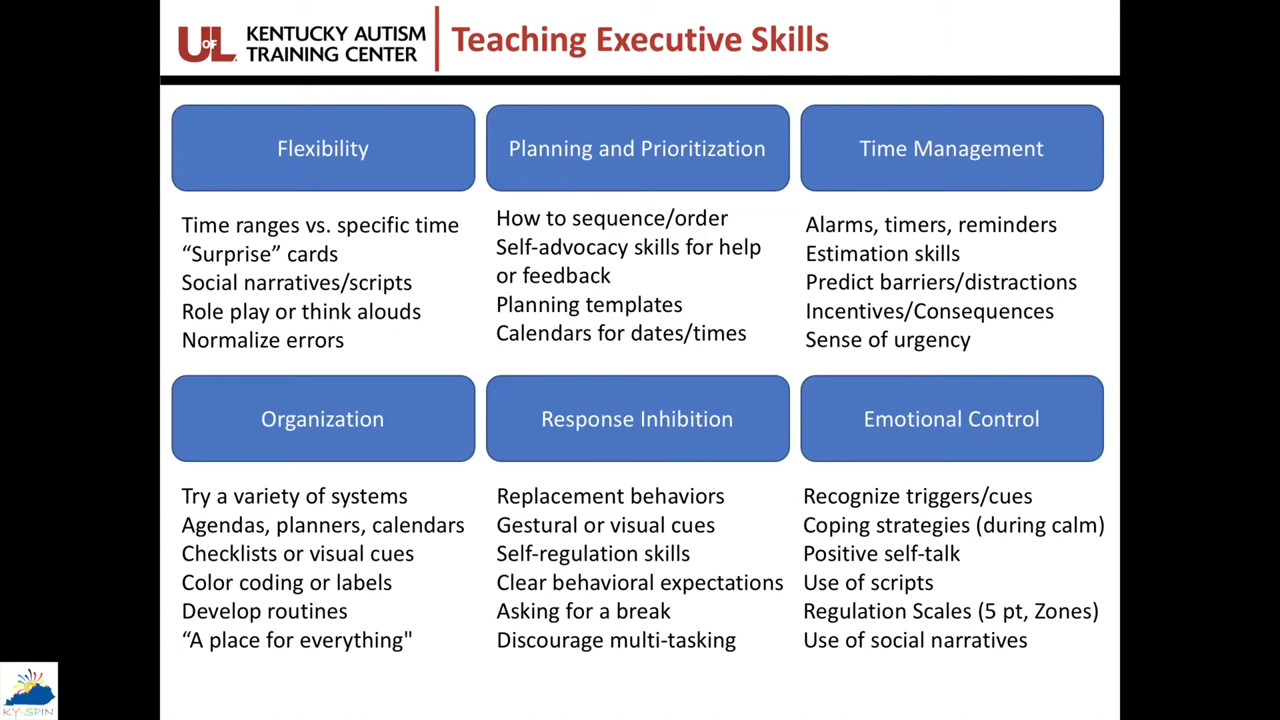 UofL KENTUCKY AUTISM
TRAINING CENTER
Teaching Executive Skills
Flexibility
Time ranges vs. specific time
“Surprise” cards
Social narratives/scripts
Role play or think alouds
Normalize errors
Planning and Prioritization
How to sequence/order
Self-advocacy skills for help
or feedback
Planning templates
Calendars for dates/times
Time Management
Alarms, timers, reminders
Estimation skills
Predict barriers/distractions
Incentives/Consequences
Sense of urgency
Organization
Try a variety of systems
Agendas, planners, calendars
Checklists or visual cues
Color coding or labels
Develop routines
“A place for everything"
Response Inhibition
Replacement behaviors
Gestural or visual cues
Self-regulation skills
Clear behavioral expectations
Asking for a break
Discourage multi-tasking
Emotional Control
Recognize triggers/cues
Coping strategies (during calm)
Positive self-talk
Use of scripts
Regulation Scales (5 pt, Zones)
Use of social narratives
KY-SPIN